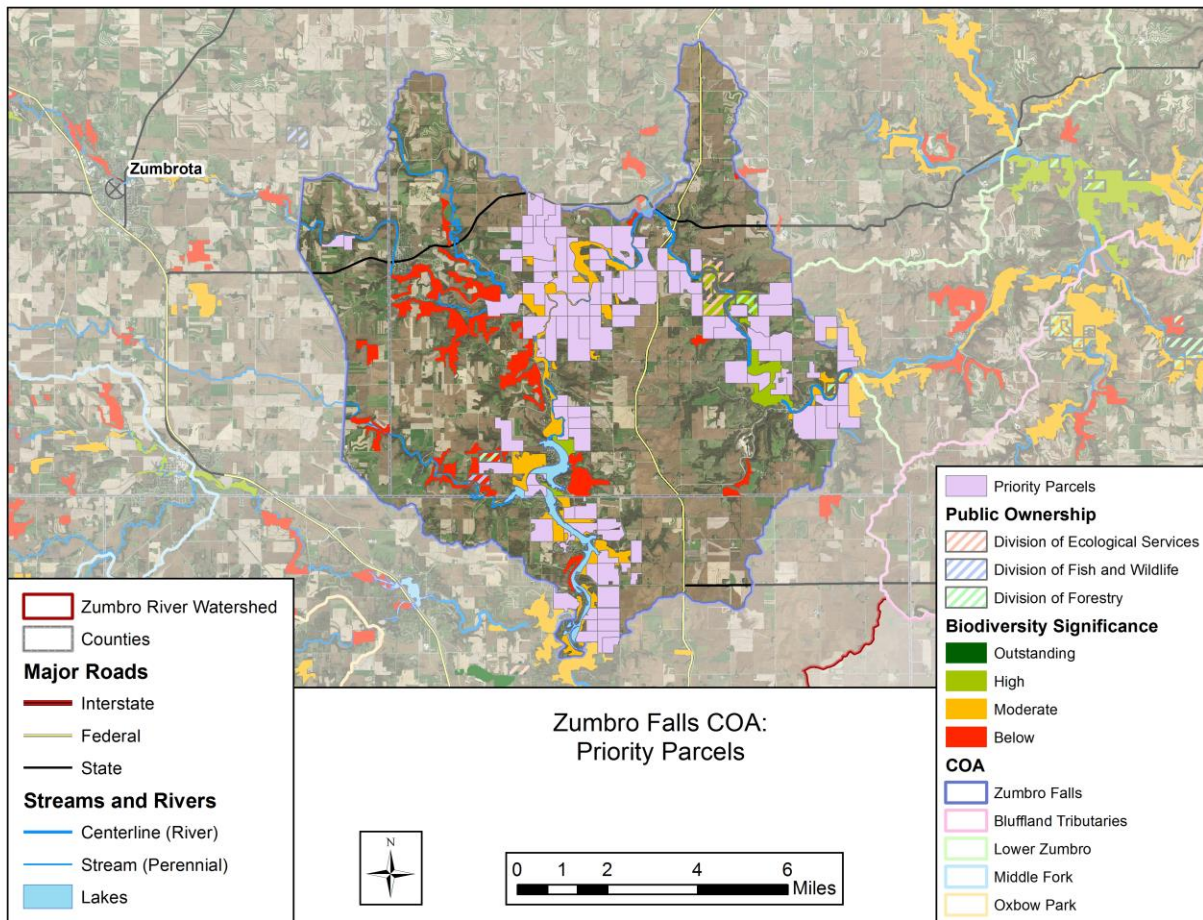 Zumbrota
Zumbro River Watershed
Counties
Major Roads
Interstate
Federal
State
Streams and Rivers
Centerline (River)
Stream (Perennial)
Lakes
Zumbro Falls COA:
Priority Parcels
N
0 1 2 4 6
Miles
Priority Parcels
Public Ownership
Division of Ecological Services
Division of Fish and Wildlife
Division of Forestry
Biodiversity Significance
Outstanding
High
Moderate
Below
COA
Zumbro Falls
Bluffland Tributaries
Lower Zumbro
Middle Fork
Oxbow Park